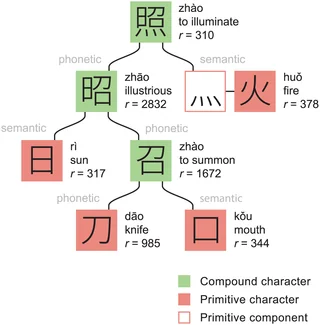 照
zhào
to illuminate
r = 310
phonetic
semantic
昭
zhāo
illustrious
r = 2832
灬
火
huǒ
fire
r = 378
semantic
phonetic
日
rì
sun
r = 317
召
zhào
to summon
r = 1672
phonetic
semantic
刀
dāo
knife
r = 985
口
kǒu
mouth
r = 344
Compound character
Primitive character
Primitive component